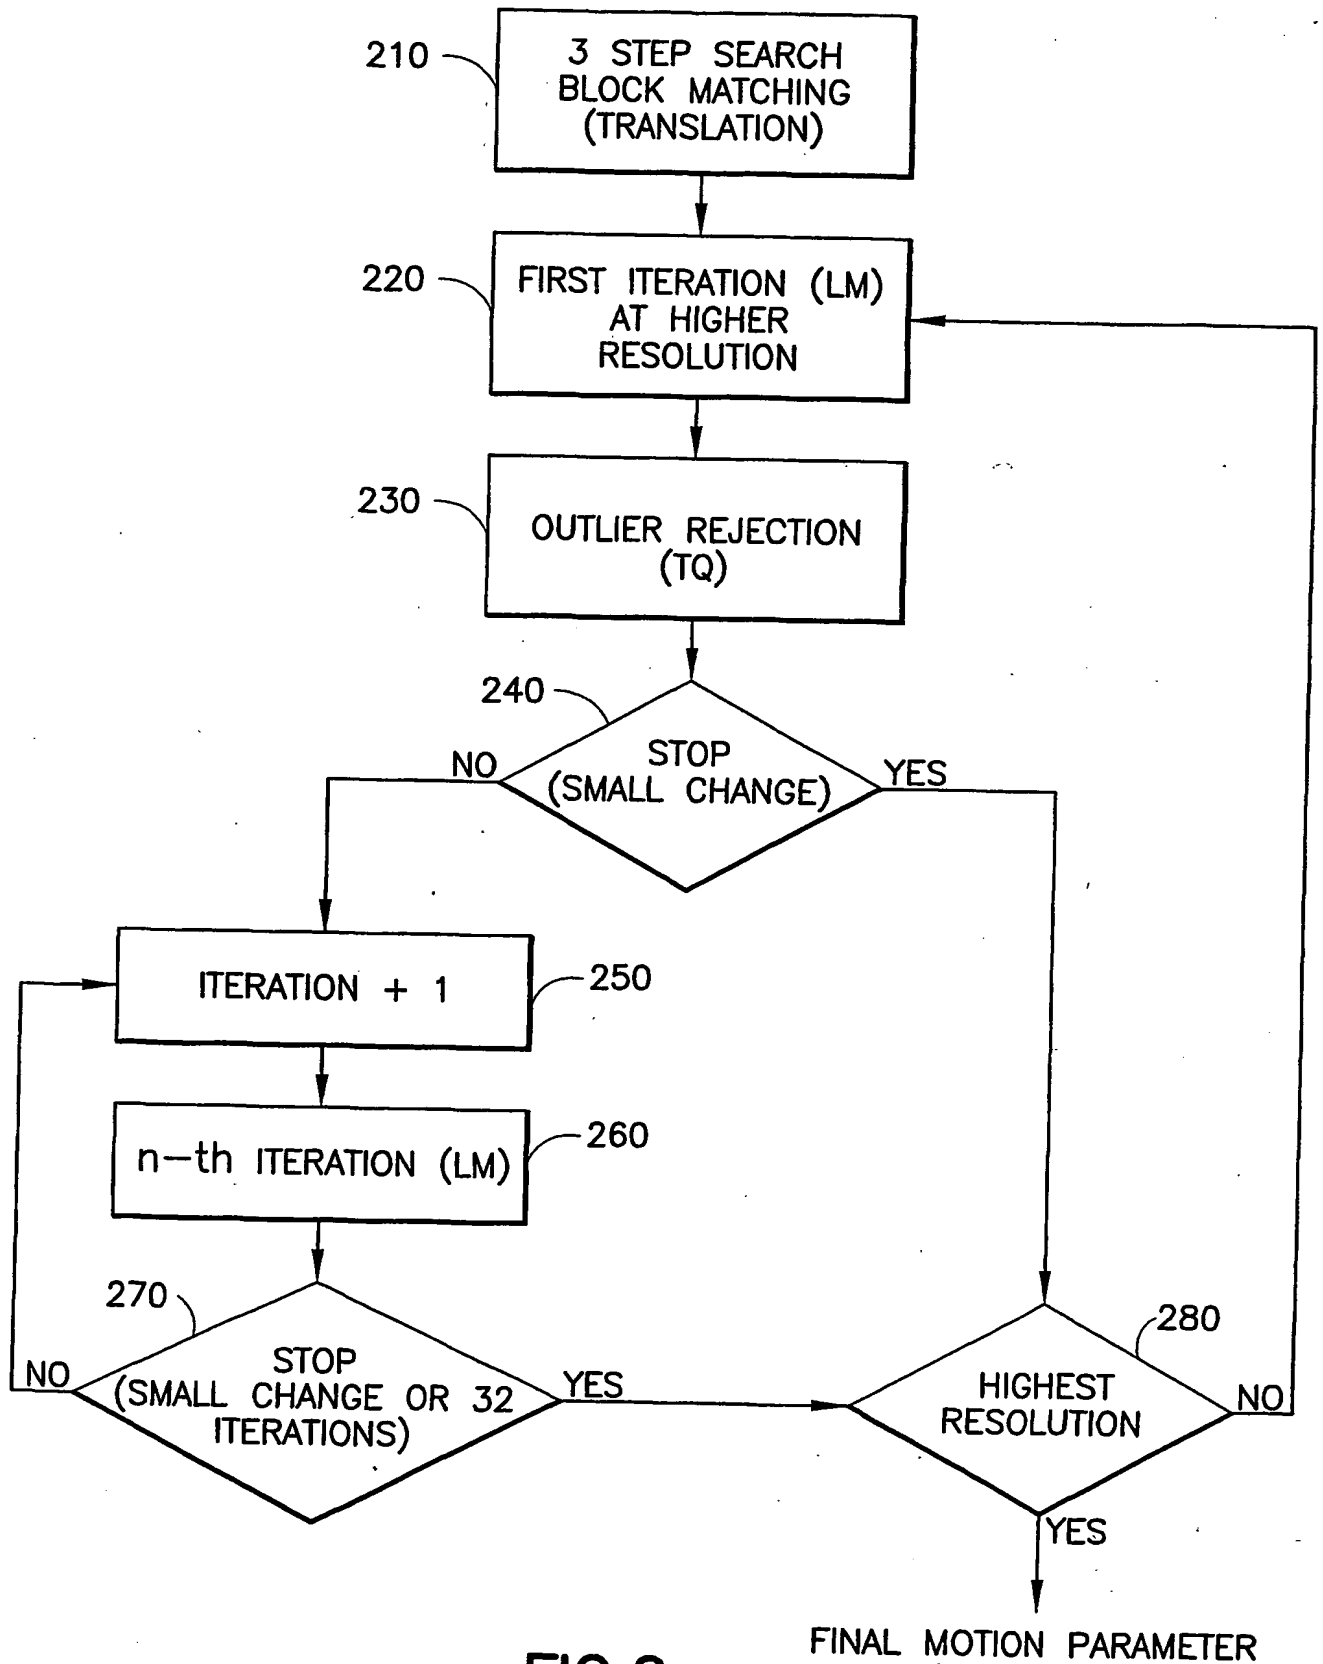 210
3 STEP SEARCH
BLOCK MATCHING
(TRANSLATION)
220
FIRST ITERATION (LM)
AT HIGHER
RESOLUTION
230
OUTLIER REJECTION
(TQ)
240
STOP
(SMALL CHANGE)
NO
YES
ITERATION + 1
250
n-th ITERATION (LM)
260
270
STOP
(SMALL CHANGE OR 32
ITERATIONS)
NO
YES
280
HIGHEST
RESOLUTION
NO
YES
FINAL MOTION PARAMETER